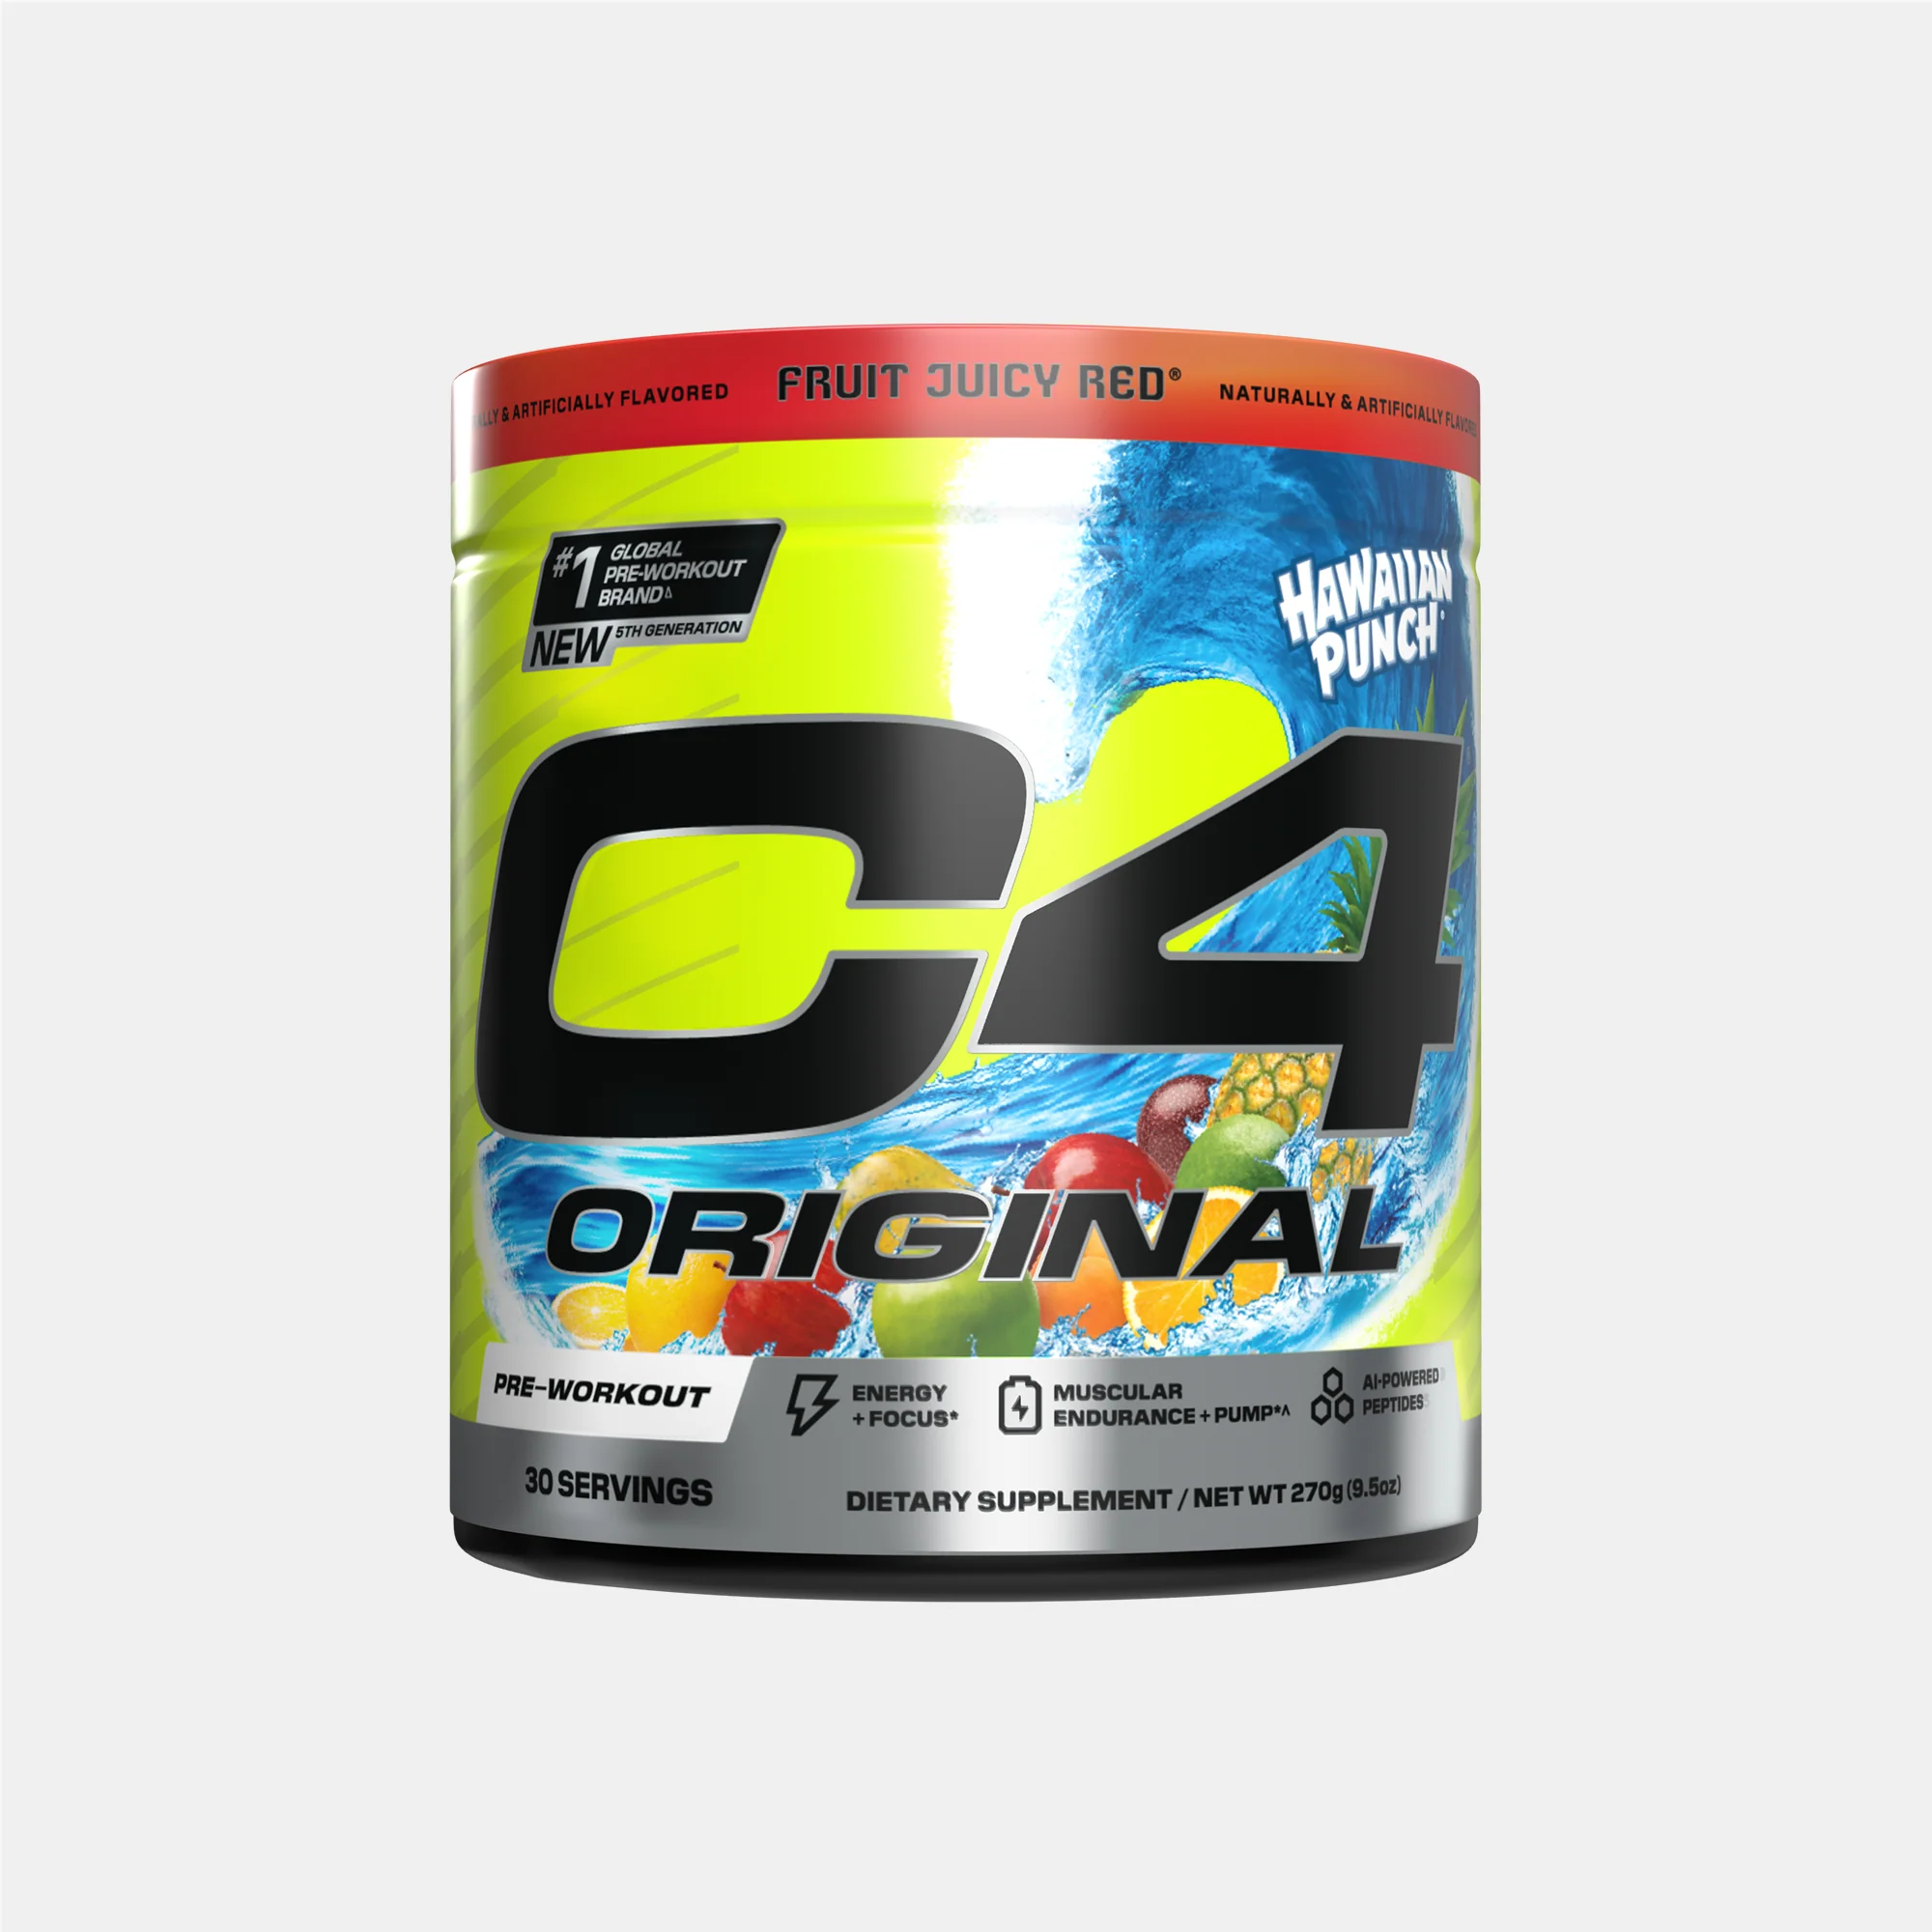 ALLY & ARTIFICIALLY FLAVORED
FRUIT JUICY RED®
NATURALLY & ARTIFICIALLY FLAVORED
#1 GLOBAL
PRE-WORKOUT
BRANDΔ
NEW 5TH GENERATION
HAWAIIAN
PUNCH®
C4
ORIGINAL
PRE-WORKOUT
ENERGY
+ FOCUS*
MUSCULAR
ENDURANCE + PUMP*^
AI-POWERED
PEPTIDES
30 SERVINGS
DIETARY SUPPLEMENT / NET WT 270g (9.5oz)